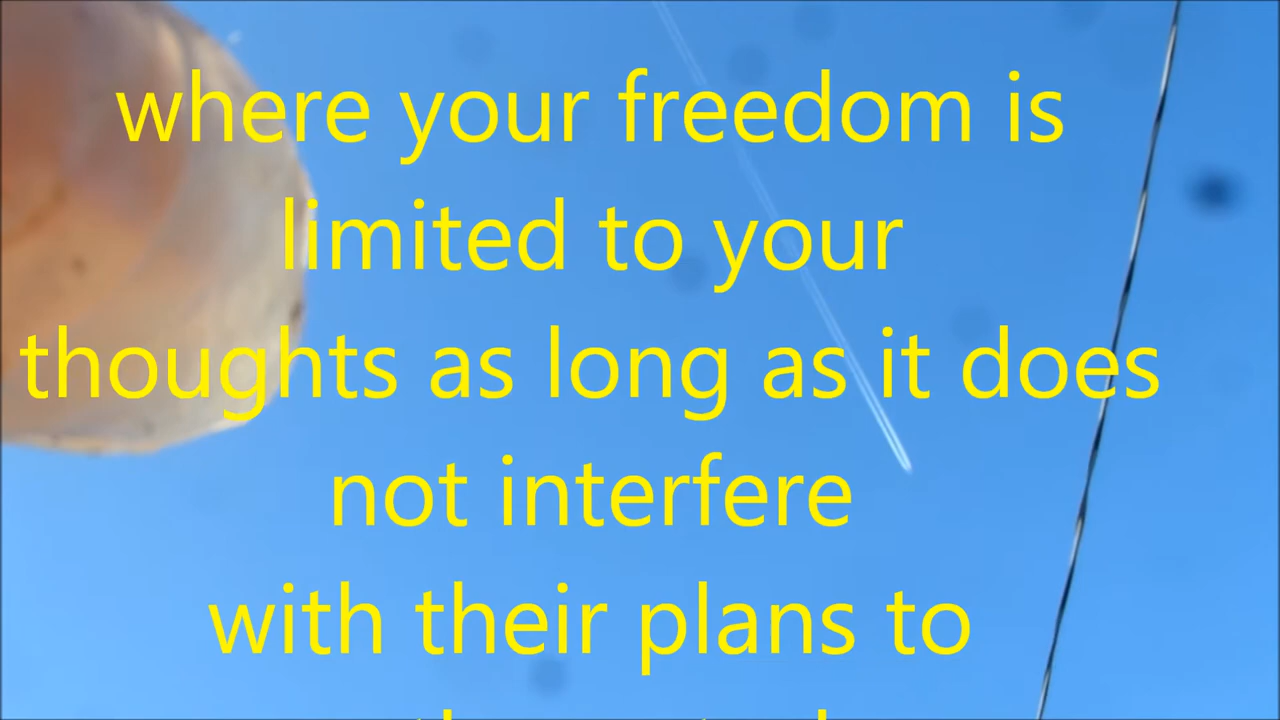 where your freedom is
limited to your
thoughts as long as it does
not interfere
with their plans to